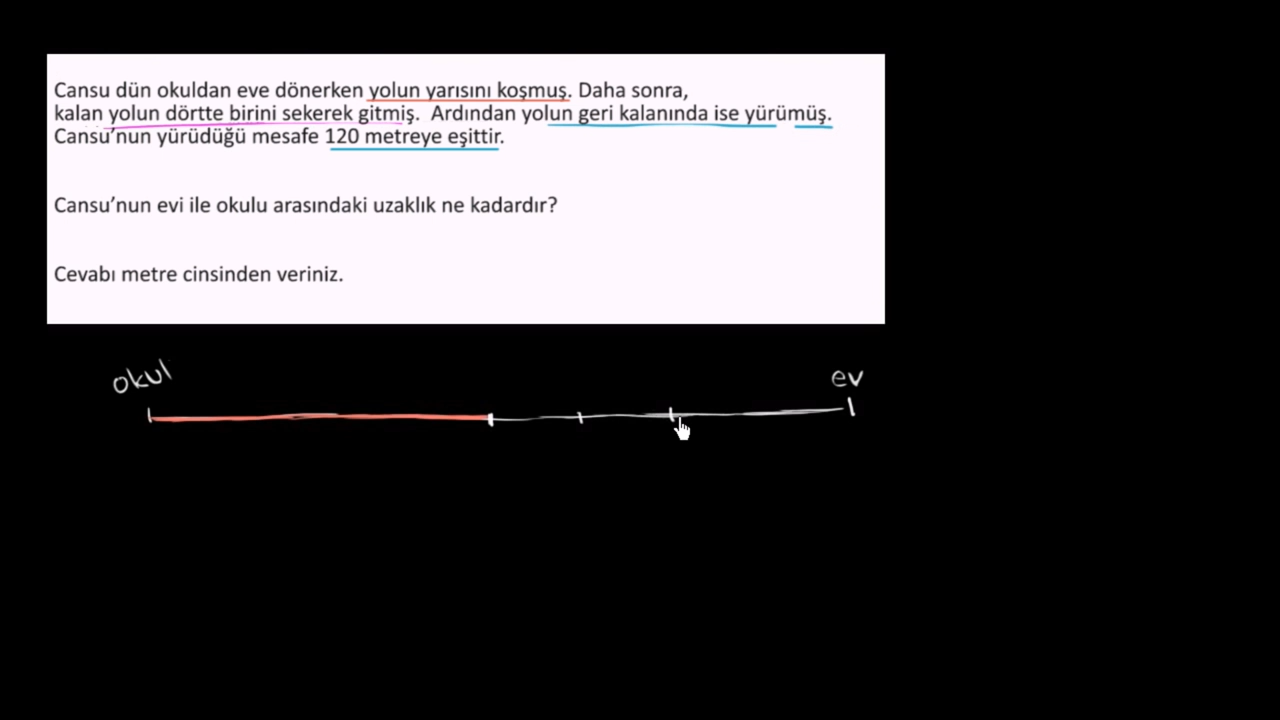 Cansu dün okuldan eve dönerken yolun yarısını koşmuş. Daha sonra,
kalan yolun dörtte birini sekerek gitmiş. Ardından yolun geri kalanında ise yürümüş.
Cansu'nun yürüdüğü mesafe 120 metreye eşittir.
Cansu'nun evi ile okulu arasındaki uzaklık ne kadardır?
Cevabı metre cinsinden veriniz.
okul
ev